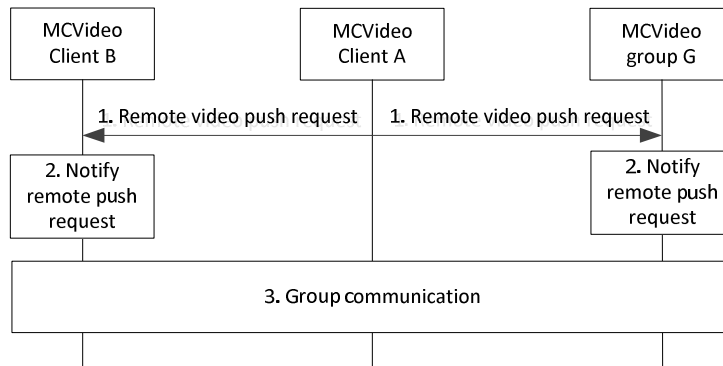 MCVideo
Client B
MCVideo
Client A
MCVideo
group G
1. Remote video push request
1. Remote video push request
2. Notify
remote push
request
2. Notify
remote push
request
3. Group communication